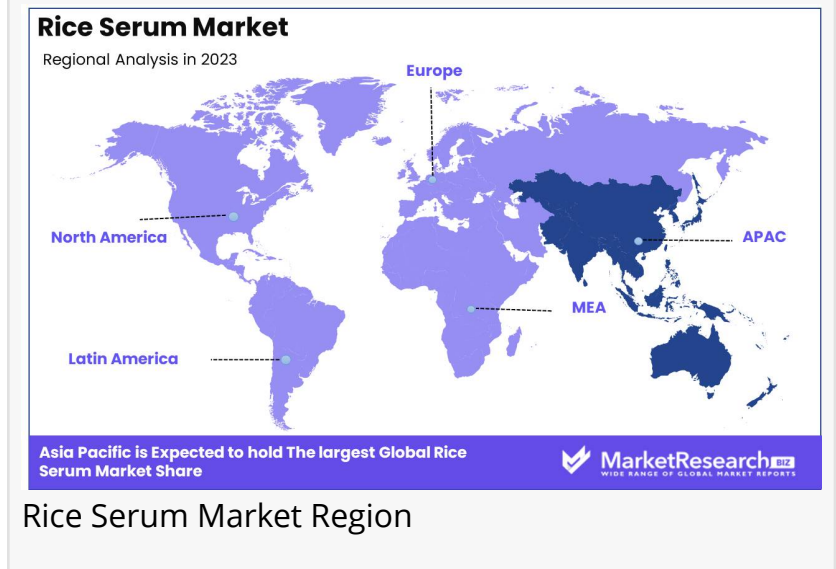 Rice Serum Market
Regional Analysis in 2023
Europe
North America
APAC
MEA
Latin America
Asia Pacific is Expected to hold The largest Global Rice
Serum Market Share
MarketResearch BIZ
WIDE RANGE OF GLOBAL MARKET REPORTS
Rice Serum Market Region